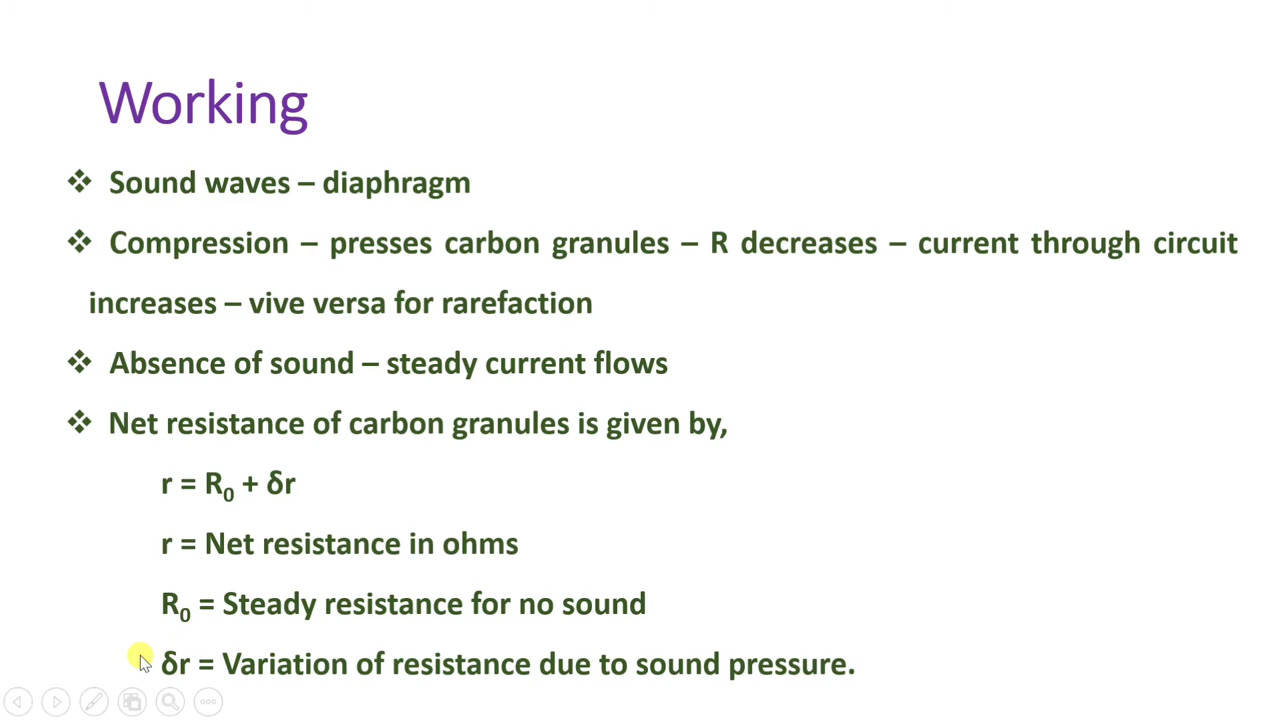 Working
❖ Sound waves – diaphragm
❖ Compression – presses carbon granules – R decreases – current through circuit
increases – vive versa for rarefaction
❖ Absence of sound – steady current flows
❖ Net resistance of carbon granules is given by,
r = R₀ + δr
r = Net resistance in ohms
R₀ = Steady resistance for no sound
δr = Variation of resistance due to sound pressure.